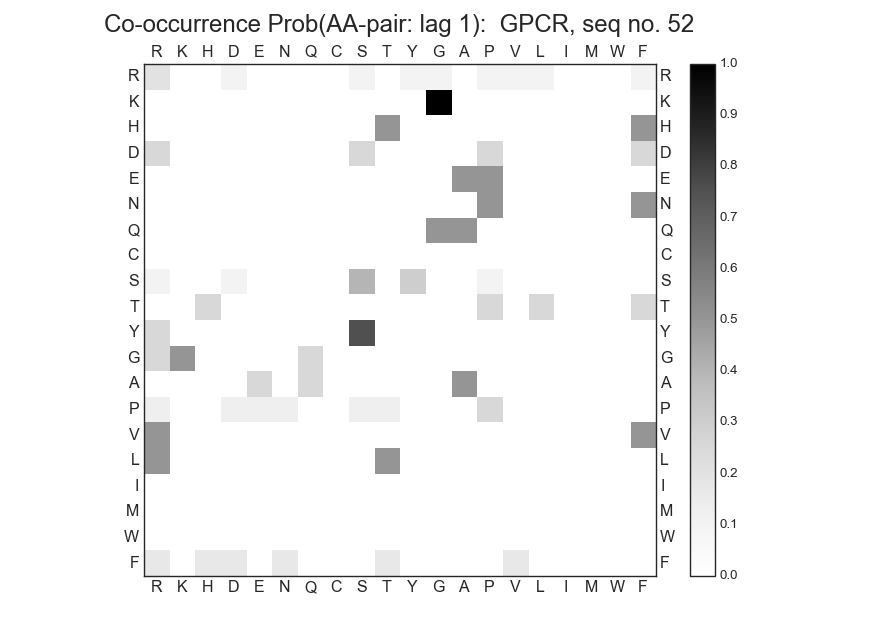 Co-occurrence Prob(AA-pair: lag 1):  GPCR, seq no. 52
R K H D E N Q C S T Y G A P V L I M W F
R R 1.0
K K 0.9
H H
D D 0.8
E E
N N 0.7
Q Q
C C 0.6
S S
T T 0.5
Y Y
G G 0.4
A A
P P 0.3
V V
L L 0.2
I I
M M 0.1
W W
F F 0.0
R K H D E N Q C S T Y G A P V L I M W F